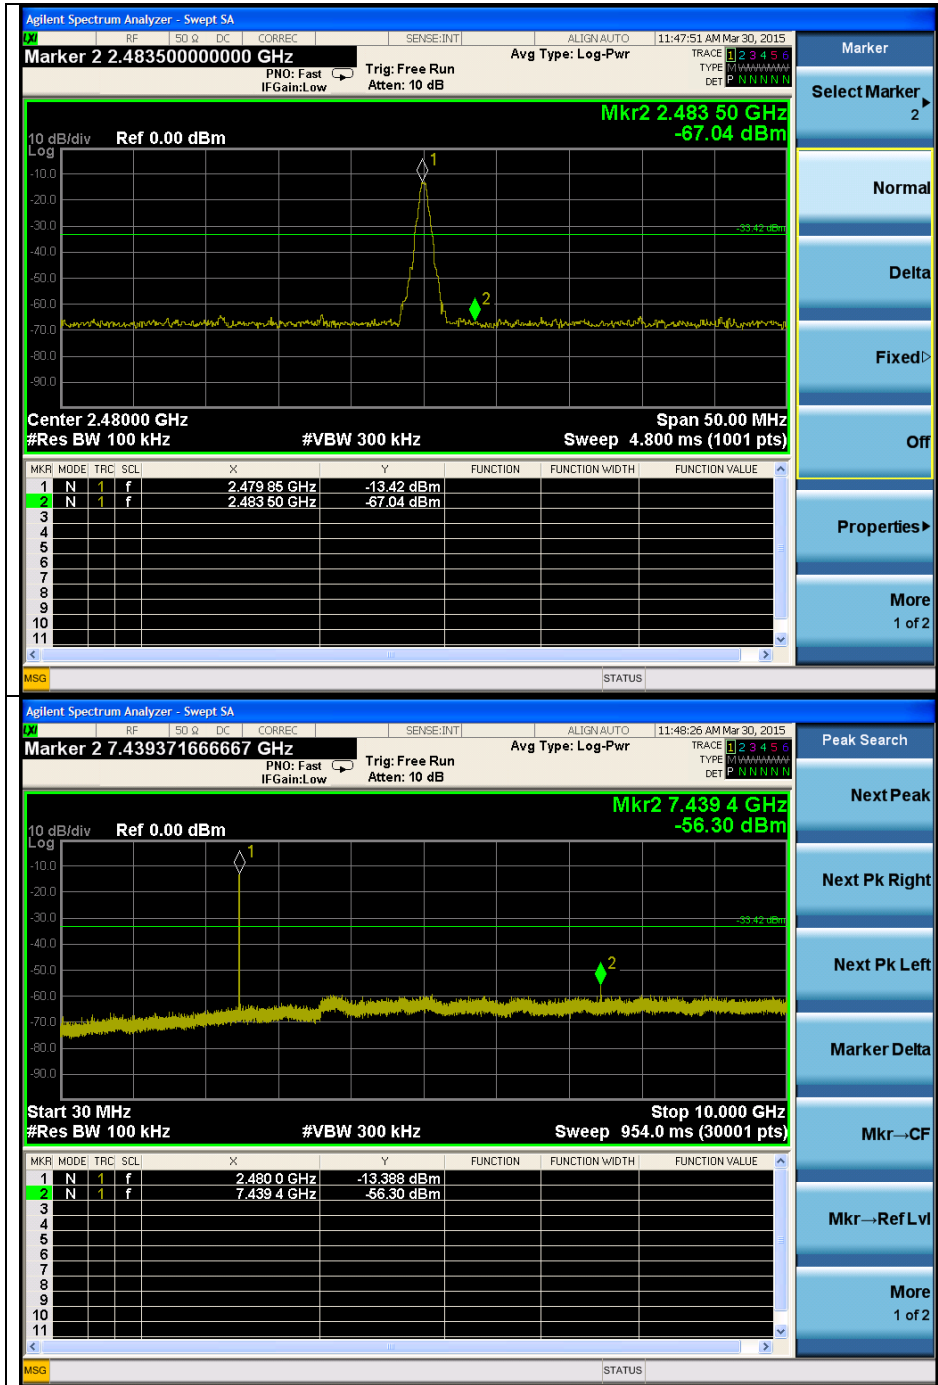 Agilent Spectrum Analyzer - Swept SA
LXI RF 50 Ω DC CORREC SENSE:INT ALIGN AUTO 11:47:51 AM Mar 30, 2015
Marker 2 2.483500000000 GHz
PNO: Fast
IFGain:Low
Trig: Free Run
Atten: 10 dB
Avg Type: Log-Pwr
TRACE 1 2 3 4 5 6
TYPE M
DET P N N N N N
Mkr2 2.483 50 GHz
-67.04 dBm
10 dB/div Ref 0.00 dBm
Log
1
-10.0
-20.0
-30.0
-33.42 dBm
-40.0
-50.0
-60.0
2
-70.0
-80.0
-90.0
Center 2.48000 GHz Span 50.00 MHz
#Res BW 100 kHz #VBW 300 kHz Sweep 4.800 ms (1001 pts)
MKR MODE TRC SCL X Y FUNCTION FUNCTION WIDTH FUNCTION VALUE
1 N 1 f 2.479 85 GHz -13.42 dBm
2 N 1 f 2.483 50 GHz -67.04 dBm
3
4
5
6
7
8
9
10
11
MSG STATUS
Marker
Select Marker
2
Normal
Delta
Fixed
Off
Properties
More
1 of 2
Agilent Spectrum Analyzer - Swept SA
LXI RF 50 Ω DC CORREC SENSE:INT ALIGN AUTO 11:48:26 AM Mar 30, 2015
Marker 2 7.439371666667 GHz
PNO: Fast
IFGain:Low
Trig: Free Run
Atten: 10 dB
Avg Type: Log-Pwr
TRACE 1 2 3 4 5 6
TYPE M
DET P N N N N N
Mkr2 7.439 4 GHz
-56.30 dBm
10 dB/div Ref 0.00 dBm
Log
1
-10.0
-20.0
-30.0
-33.42 dBm
-40.0
-50.0
2
-60.0
-70.0
-80.0
-90.0
Start 30 MHz Stop 10.000 GHz
#Res BW 100 kHz #VBW 300 kHz Sweep 954.0 ms (30001 pts)
MKR MODE TRC SCL X Y FUNCTION FUNCTION WIDTH FUNCTION VALUE
1 N 1 f 2.480 0 GHz -13.388 dBm
2 N 1 f 7.439 4 GHz -56.30 dBm
3
4
5
6
7
8
9
10
11
MSG STATUS
Peak Search
Next Peak
Next Pk Right
Next Pk Left
Marker Delta
Mkr→CF
Mkr→Ref Lvl
More
1 of 2